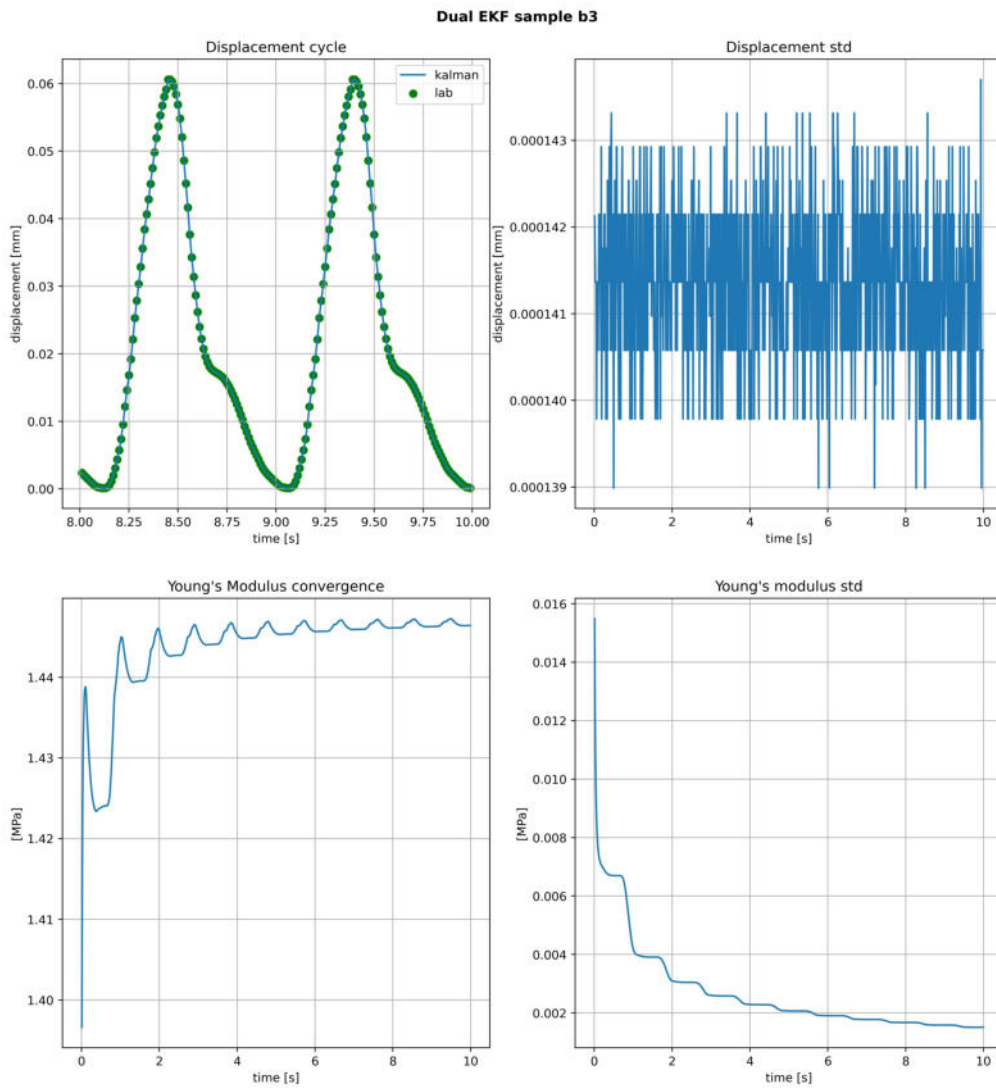 Dual EKF sample b3
Displacement cycle
displacement [mm]
0.06
0.05
0.04
0.03
0.02
0.01
0.00
kalman
lab
8.00 8.25 8.50 8.75 9.00 9.25 9.50 9.75 10.00
time [s]
Displacement std
displacement [mm]
0.000143
0.000142
0.000141
0.000140
0.000139
0 2 4 6 8 10
time [s]
Young's Modulus convergence
[MPa]
1.44
1.43
1.42
1.41
1.40
0 2 4 6 8 10
time [s]
Young's modulus std
[MPa]
0.016
0.014
0.012
0.010
0.008
0.006
0.004
0.002
0 2 4 6 8 10
time [s]